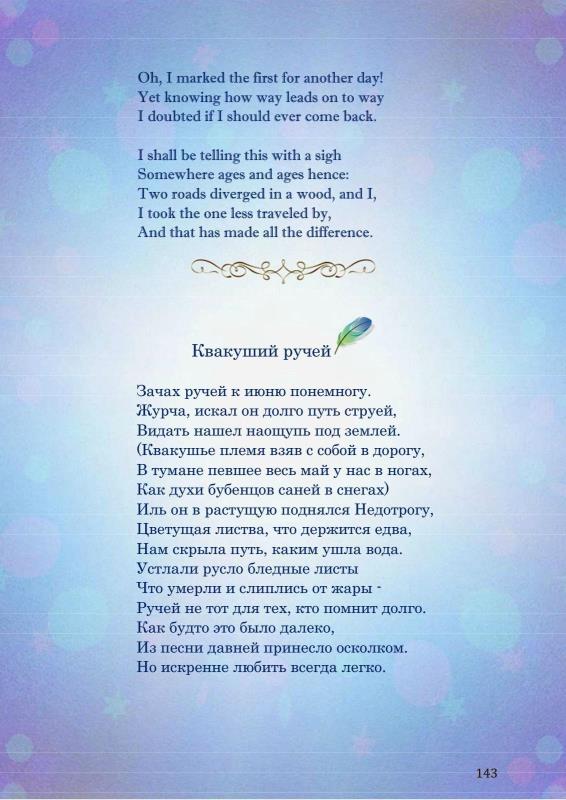 Oh, I marked the first for another day!
Yet knowing how way leads on to way
I doubted if I should ever come back.
I shall be telling this with a sigh
Somewhere ages and ages hence:
Two roads diverged in a wood, and I,
I took the one less traveled by,
And that has made all the difference.
Квакуший ручей
Зачах ручей к июню понемногу.
Журча, искал он долго путь струей,
Видать нашел наощупь под землей.
(Квакушье племя взяв с собой в дорогу,
В тумане певшее весь май у нас в ногах,
Как духи бубенцов саней в снегах)
Иль он в растущую поднялся Недотрогу,
Цветущая листва, что держится едва,
Нам скрыла путь, каким ушла вода.
Устлали русло бледные листы
Что умерли и слиплись от жары -
Ручей не тот для тех, кто помнит долго.
Как будто это было далеко,
Из песни давней принесло осколком.
Но искренне любить всегда легко.
143